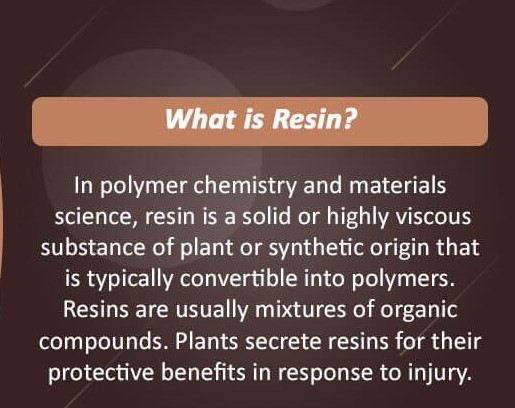 What is Resin?
In polymer chemistry and materials
science, resin is a solid or highly viscous
substance of plant or synthetic origin that
is typically convertible into polymers.
Resins are usually mixtures of organic
compounds. Plants secrete resins for their
protective benefits in response to injury.